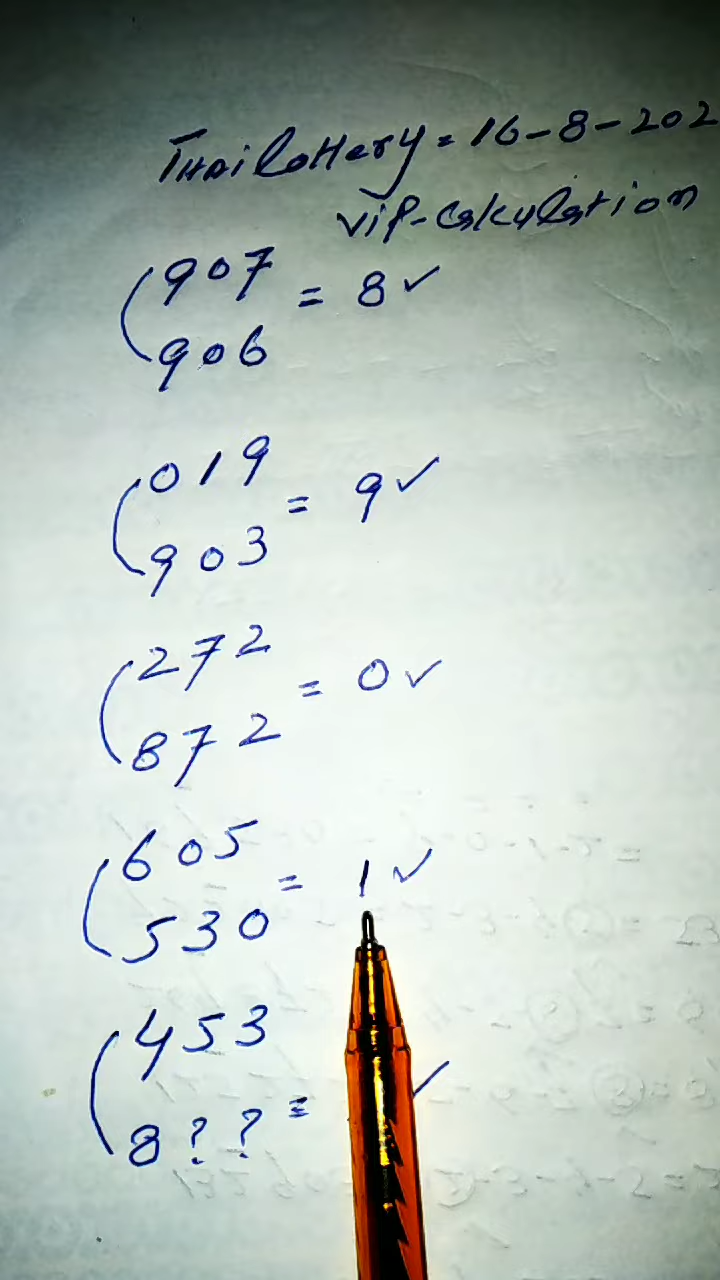 THAi lottery = 16-8-202
vip-calkulation
907
= 8 ✓
906
019
= 9 ✓
903
272
= 0 ✓
872
605
= 1 ✓
530
453
= ✓
8??